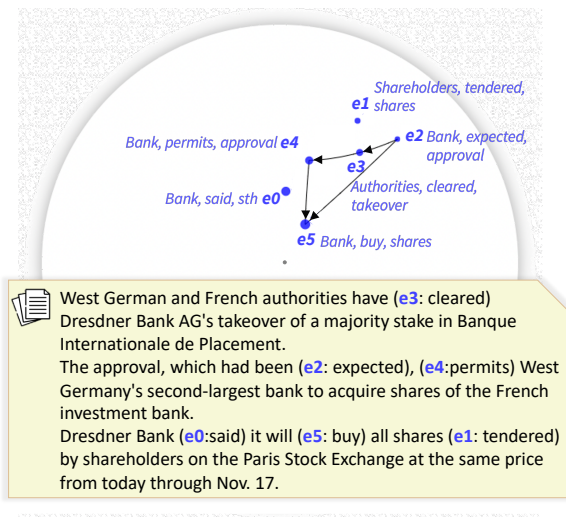 Shareholders, tendered,
e1 shares
Bank, permits, approval e4
e2 Bank, expected,
approval
e3
Authorities, cleared,
takeover
Bank, said, sth e0
e5 Bank, buy, shares
West German and French authorities have (e3: cleared)
Dresdner Bank AG's takeover of a majority stake in Banque
Internationale de Placement.
The approval, which had been (e2: expected), (e4:permits) West
Germany's second-largest bank to acquire shares of the French
investment bank.
Dresdner Bank (e0:said) it will (e5: buy) all shares (e1: tendered)
by shareholders on the Paris Stock Exchange at the same price
from today through Nov. 17.